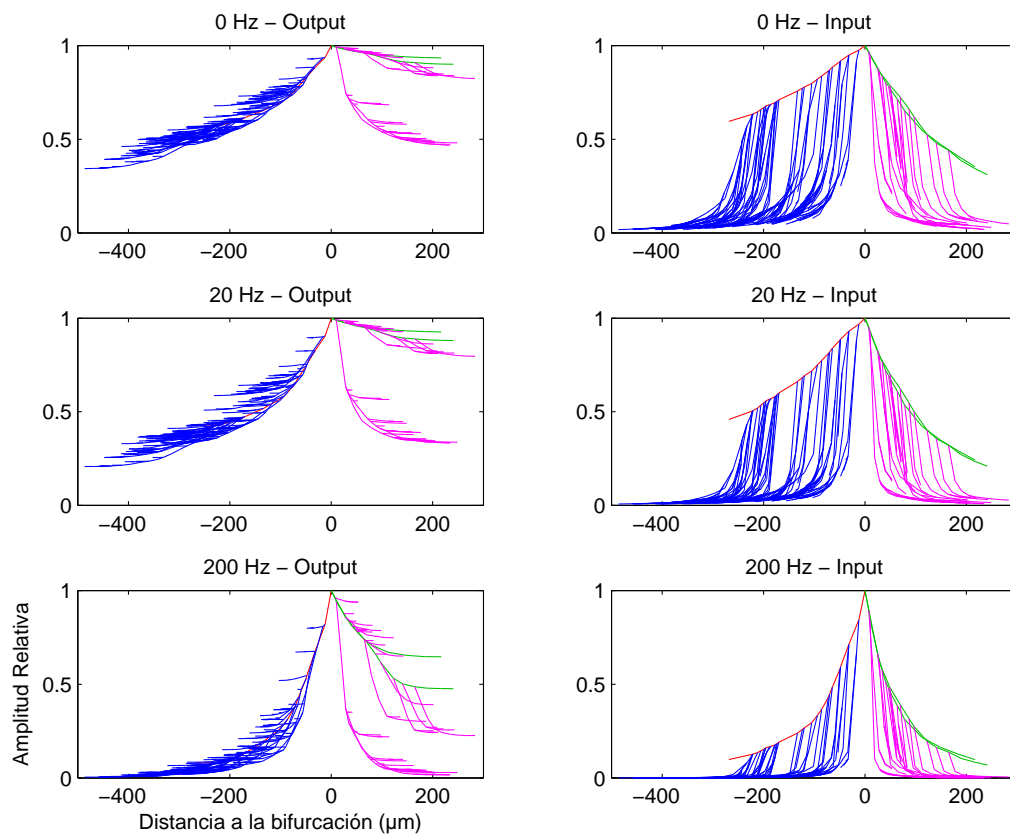 0 Hz − Output
1
0.5
0
−400 −200 0 200
0 Hz − Input
1
0.5
0
−400 −200 0 200
20 Hz − Output
1
0.5
0
−400 −200 0 200
20 Hz − Input
1
0.5
0
−400 −200 0 200
200 Hz − Output
1
0.5
0
−400 −200 0 200
Amplitud Relativa
Distancia a la bifurcación (µm)
200 Hz − Input
1
0.5
0
−400 −200 0 200